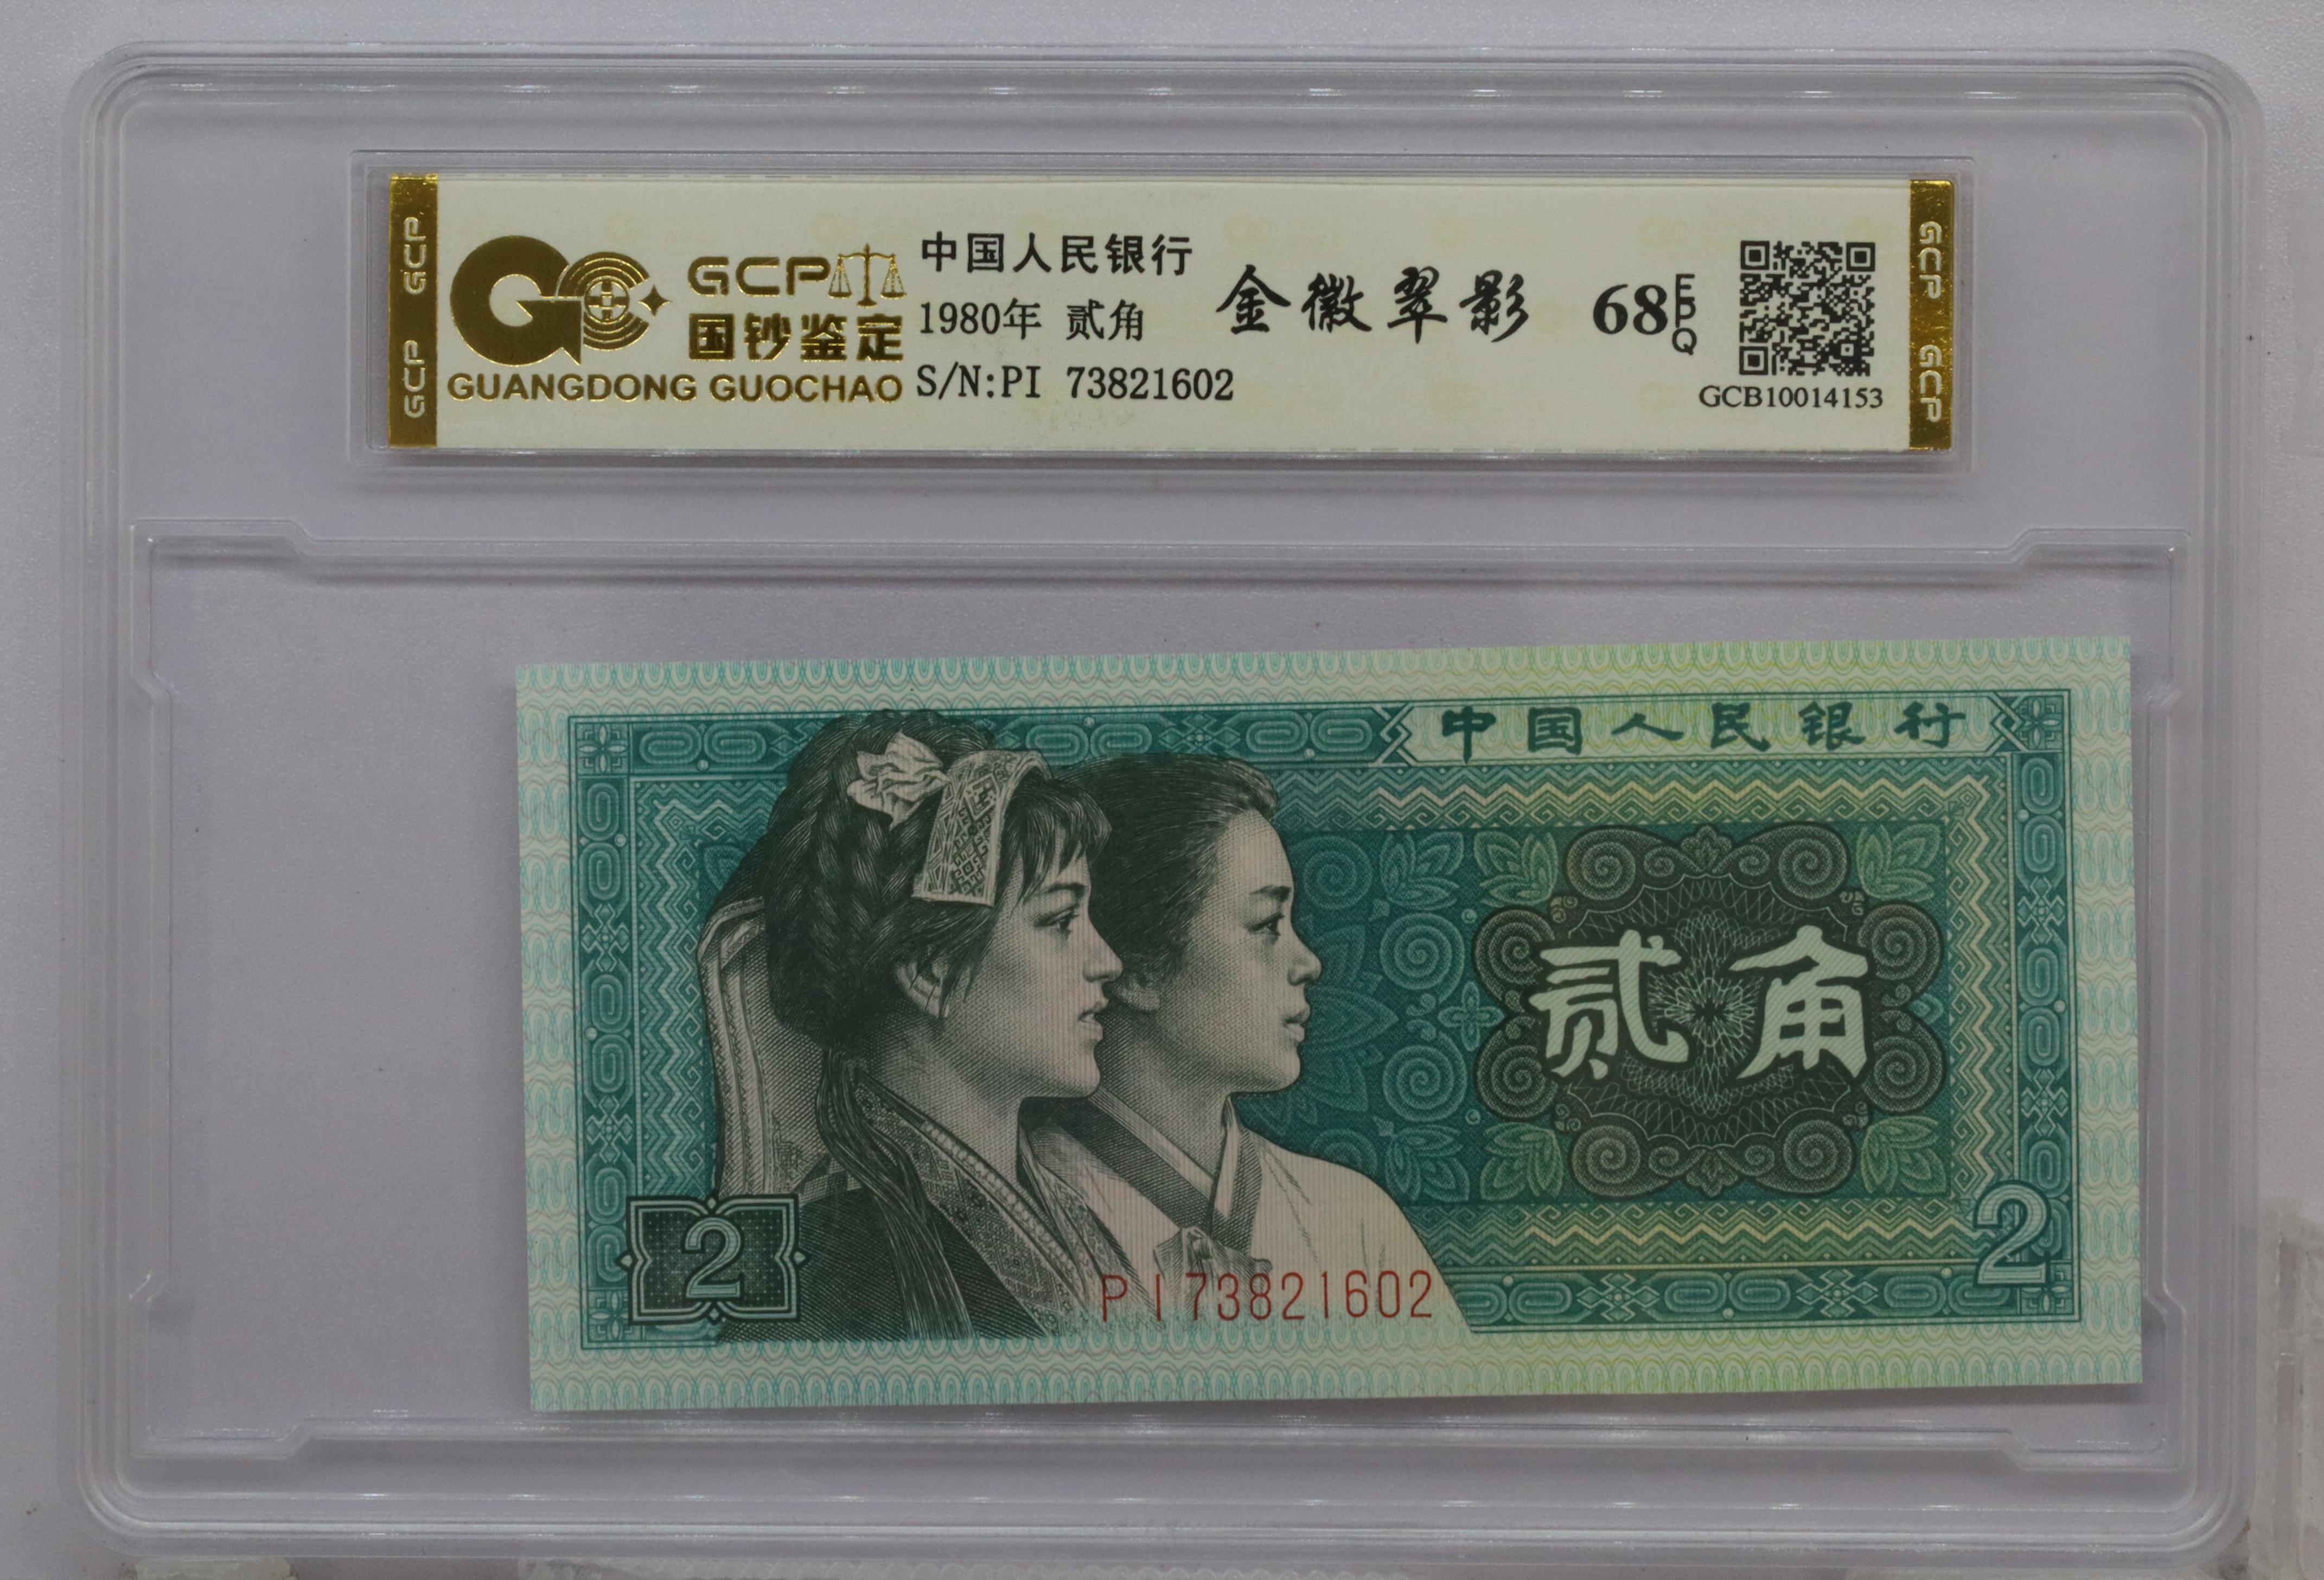 GCP GCP
GCP
国钞鉴定
GUANGDONG GUOCHAO
中国人民银行
1980年 贰角
S/N:PI 73821602
金徽翠影
68 EPQ
GCB10014153
GCP GCP
中国人民银行
贰角
2
2
PI73821602